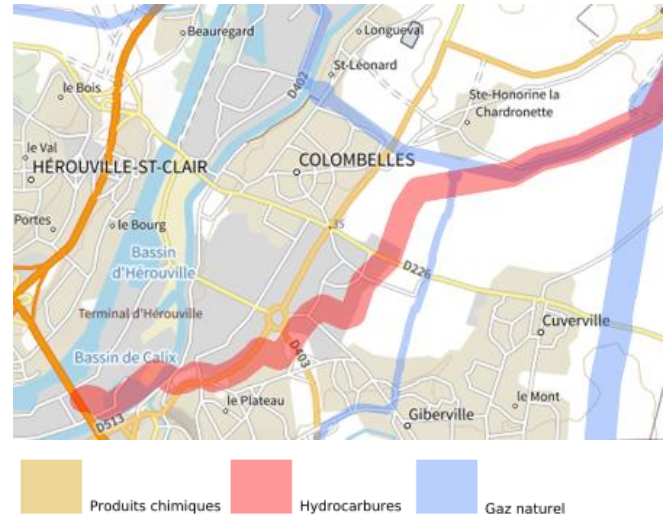 Beauregard
Longueval
St-Léonard
D402
le Bois
Ste-Honorine la
Chardronette
le Val
HÉROUVILLE-ST-CLAIR
COLOMBELLES
Portes
le Bourg
35
Bassin
d'Hérouville
D226
Terminal d'Hérouville
Cuverville
Bassin de Calix
D403
le Plateau
le Mont
D513
Giberville
Produits chimiques
Hydrocarbures
Gaz naturel